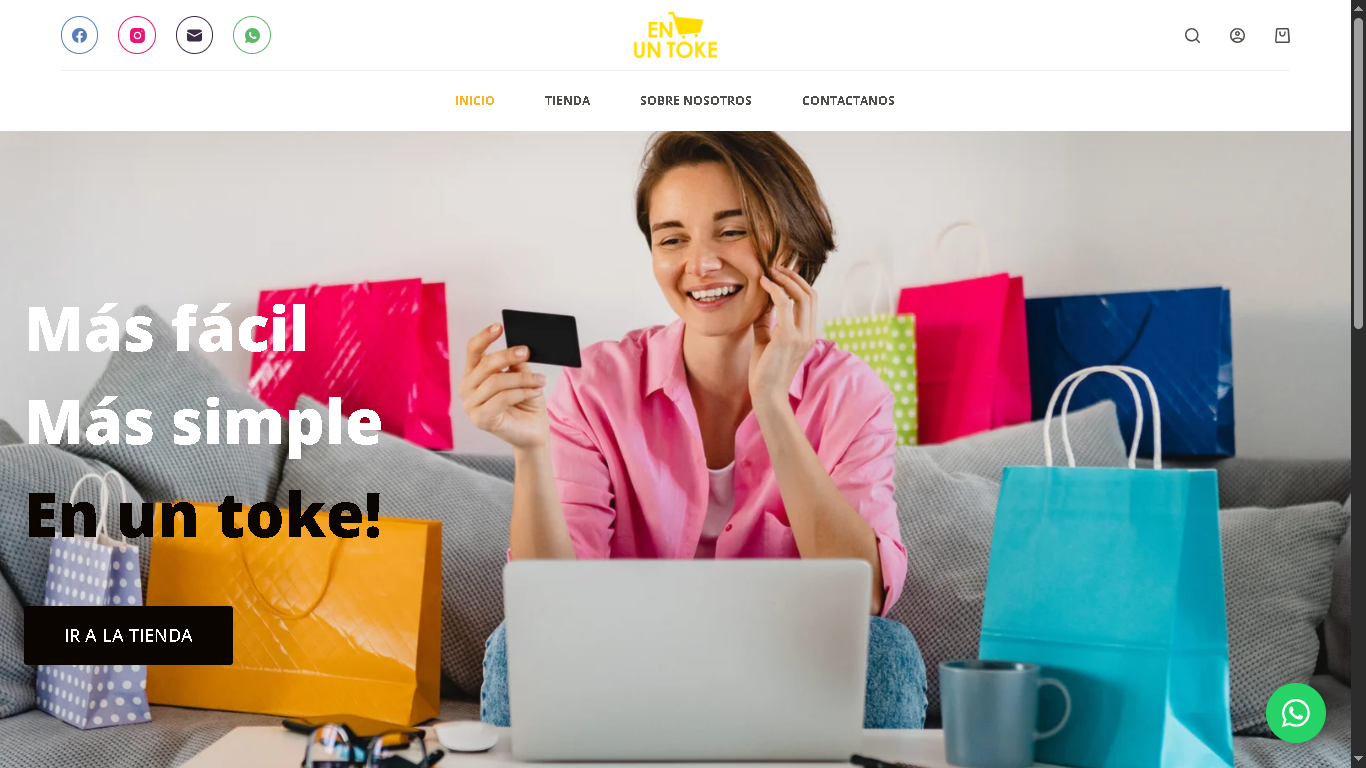 EN
UN TOKE
INICIO
TIENDA
SOBRE NOSOTROS
CONTACTANOS
Más fácil
Más simple
En un toke!
IR A LA TIENDA